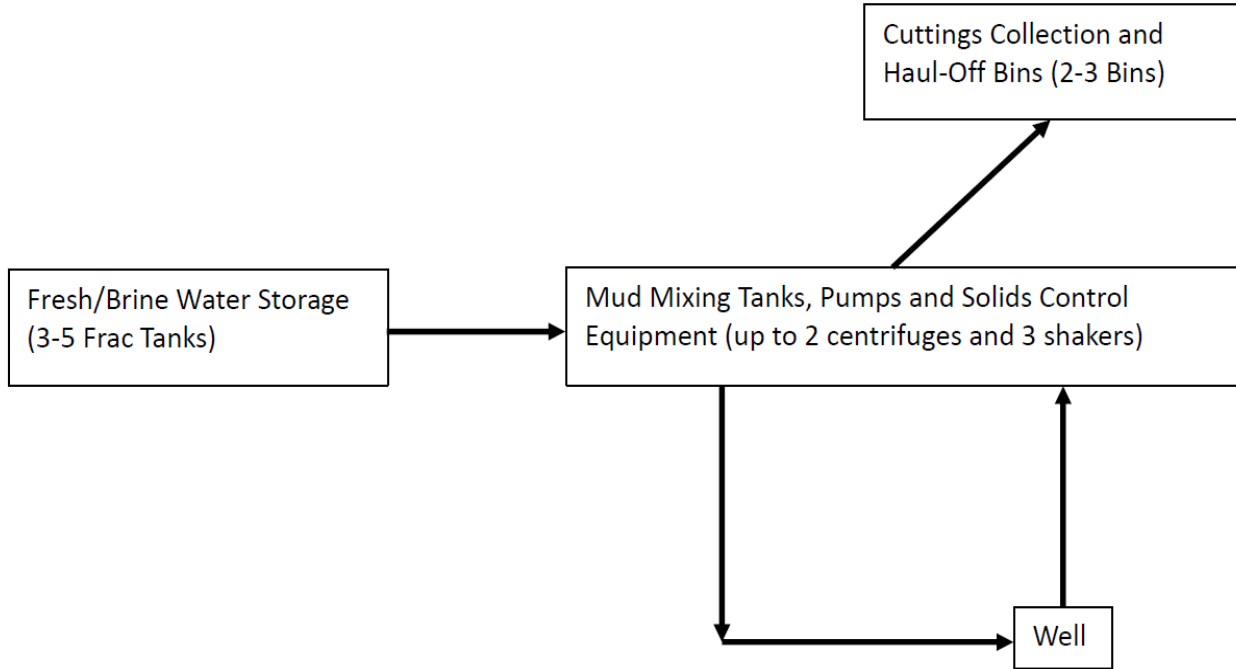 Cuttings Collection and
Haul-Off Bins (2-3 Bins)
Fresh/Brine Water Storage
(3-5 Frac Tanks)
Mud Mixing Tanks, Pumps and Solids Control
Equipment (up to 2 centrifuges and 3 shakers)
Well